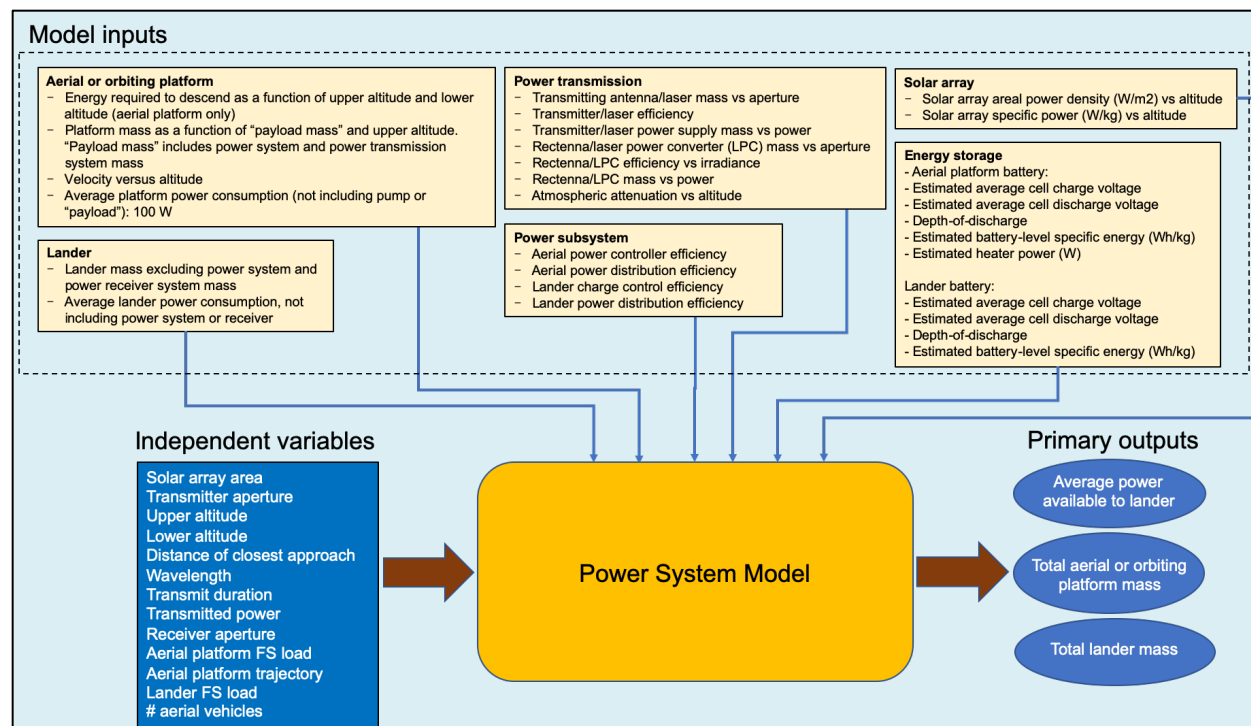 Model inputs
Aerial or orbiting platform
− Energy required to descend as a function of upper altitude and lower
altitude (aerial platform only)
− Platform mass as a function of “payload mass” and upper altitude.
“Payload mass” includes power system and power transmission
system mass
− Velocity versus altitude
− Average platform power consumption (not including pump or
“payload”): 100 W
Lander
− Lander mass excluding power system and
power receiver system mass
− Average lander power consumption, not
including power system or receiver
Power transmission
− Transmitting antenna/laser mass vs aperture
− Transmitter/laser efficiency
− Transmitter/laser power supply mass vs power
− Rectenna/laser power converter (LPC) mass vs aperture
− Rectenna/LPC efficiency vs irradiance
− Rectenna/LPC mass vs power
− Atmospheric attenuation vs altitude
Power subsystem
− Aerial power controller efficiency
− Aerial power distribution efficiency
− Lander charge control efficiency
− Lander power distribution efficiency
Solar array
− Solar array areal power density (W/m2) vs altitude
− Solar array specific power (W/kg) vs altitude
Energy storage
- Aerial platform battery:
- Estimated average cell charge voltage
- Estimated average cell discharge voltage
- Depth-of-discharge
- Estimated battery-level specific energy (Wh/kg)
- Estimated heater power (W)
Lander battery:
- Estimated average cell charge voltage
- Estimated average cell discharge voltage
- Depth-of-discharge
- Estimated battery-level specific energy (Wh/kg)
Independent variables
Solar array area
Transmitter aperture
Upper altitude
Lower altitude
Distance of closest approach
Wavelength
Transmit duration
Transmitted power
Receiver aperture
Aerial platform FS load
Aerial platform trajectory
Lander FS load
# aerial vehicles
Power System Model
Primary outputs
Average power
available to lander
Total aerial or orbiting
platform mass
Total lander mass